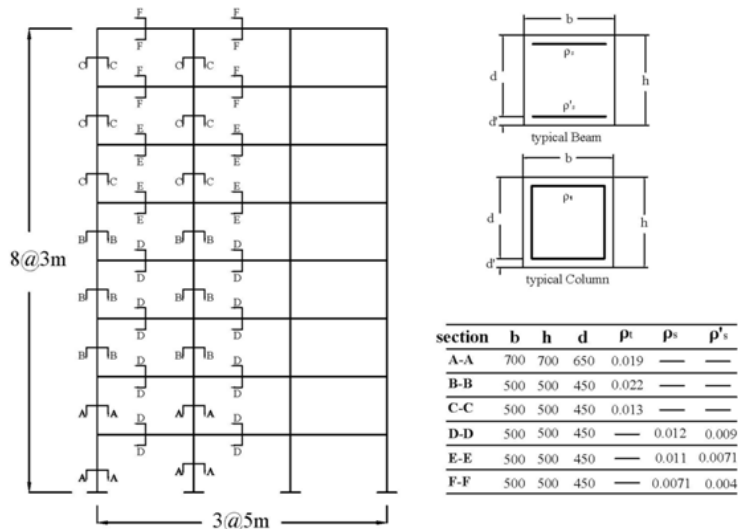 F F
F F
C C C C
F F
F F
C C C C
E E
E E
C C C C
E E
E E
B B B B
D D
D D
B B B B
D D
D D
B B B B
D D
D D
A A A A
D D
D D
A A A A
8@3m
3@5m
b
d
ρs
h
ρ's
d'
typical Beam
b
d
ρt
h
d'
typical Column
section b h d ρt ρs ρ's
A-A 700 700 650 0.019 — —
B-B 500 500 450 0.022 — —
C-C 500 500 450 0.013 — —
D-D 500 500 450 — 0.012 0.009
E-E 500 500 450 — 0.011 0.0071
F-F 500 500 450 — 0.0071 0.004